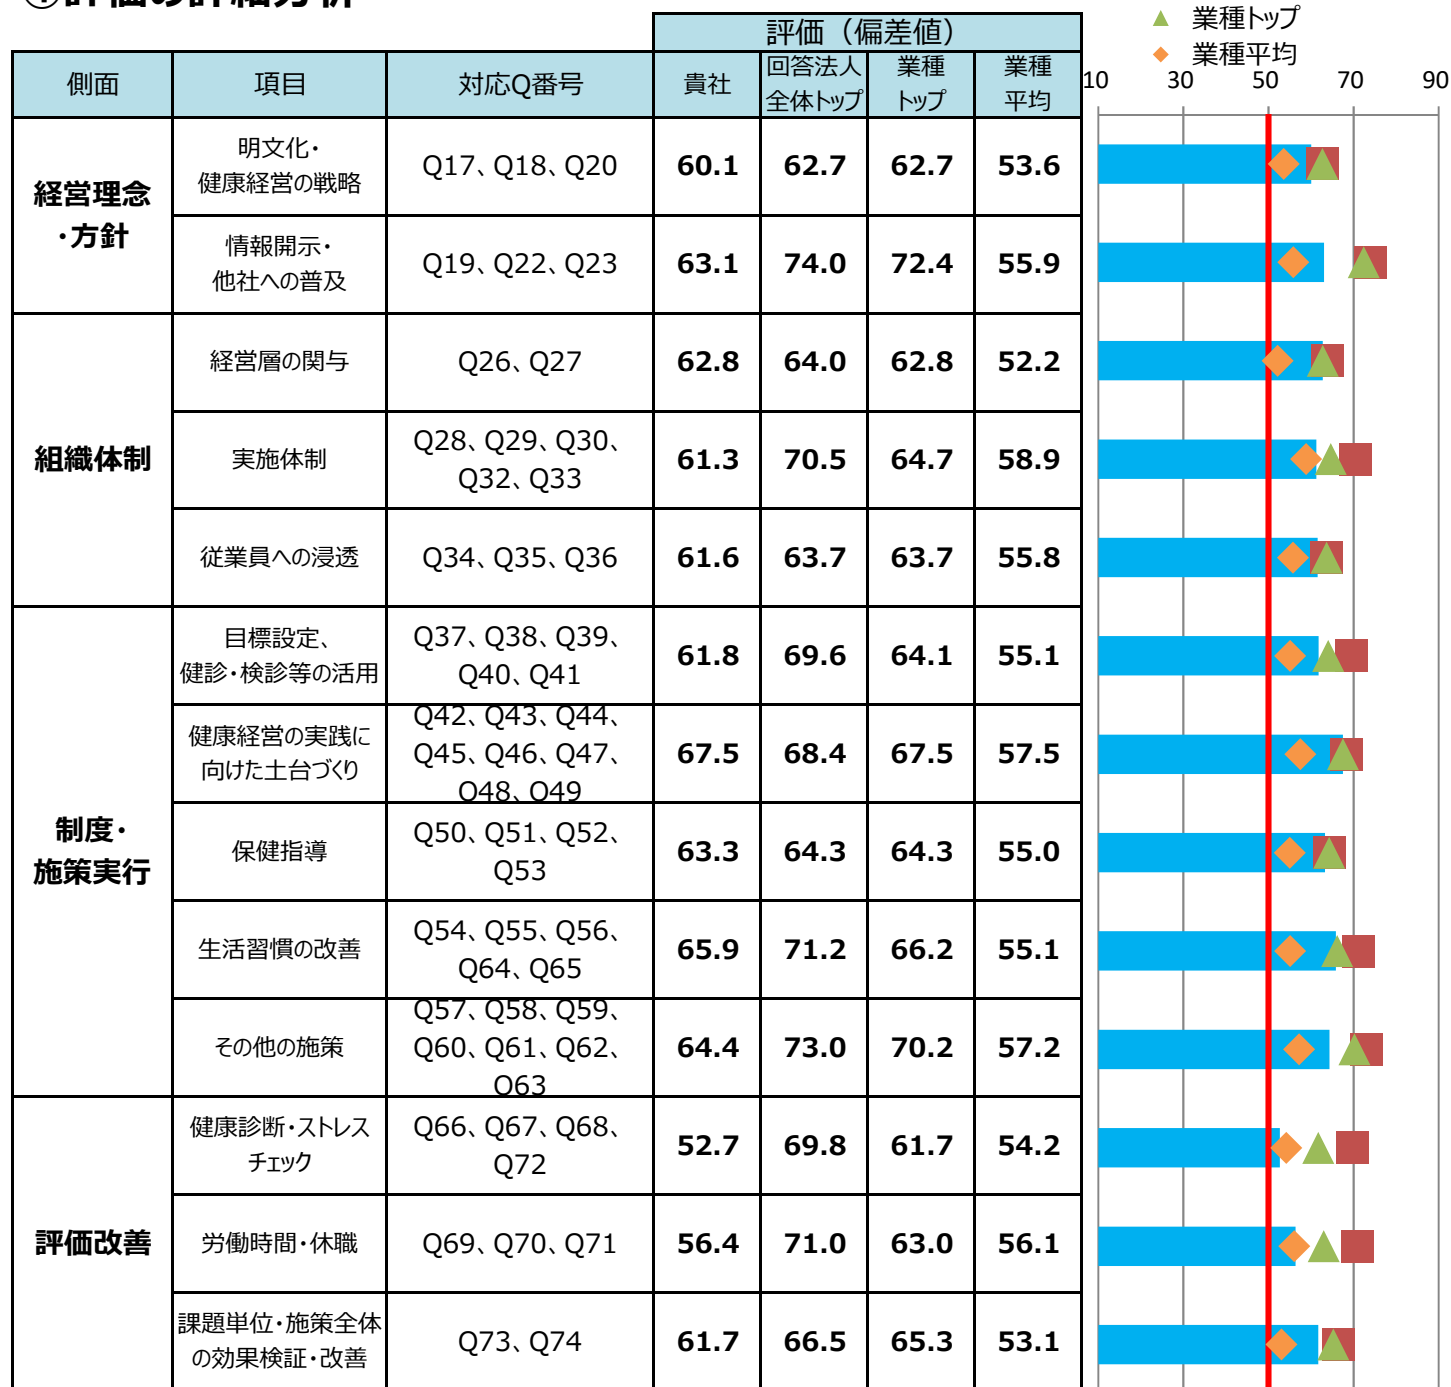 ①評価の詳細分析
業種トップ
業種平均
評価（偏差値）
側面 項目 対応Q番号 貴社 回答法人 業種 業種
全体トップ トップ 平均
10 30 50 70 90
経営理念
・方針
明文化・
健康経営の戦略
Q17、Q18、Q20 60.1 62.7 62.7 53.6
情報開示・
他社への普及
Q19、Q22、Q23 63.1 74.0 72.4 55.9
組織体制
経営層の関与 Q26、Q27 62.8 64.0 62.8 52.2
実施体制
Q28、Q29、Q30、
Q32、Q33
61.3 70.5 64.7 58.9
従業員への浸透 Q34、Q35、Q36 61.6 63.7 63.7 55.8
制度・
施策実行
目標設定、
健診・検診等の活用
Q37、Q38、Q39、
Q40、Q41
61.8 69.6 64.1 55.1
健康経営の実践に
向けた土台づくり
Q42、Q43、Q44、
Q45、Q46、Q47、
Q48、Q49
67.5 68.4 67.5 57.5
保健指導
Q50、Q51、Q52、
Q53
63.3 64.3 64.3 55.0
生活習慣の改善
Q54、Q55、Q56、
Q64、Q65
65.9 71.2 66.2 55.1
その他の施策
Q57、Q58、Q59、
Q60、Q61、Q62、
Q63
64.4 73.0 70.2 57.2
評価改善
健康診断・ストレス
チェック
Q66、Q67、Q68、
Q72
52.7 69.8 61.7 54.2
労働時間・休職 Q69、Q70、Q71 56.4 71.0 63.0 56.1
課題単位・施策全体
の効果検証・改善
Q73、Q74 61.7 66.5 65.3 53.1